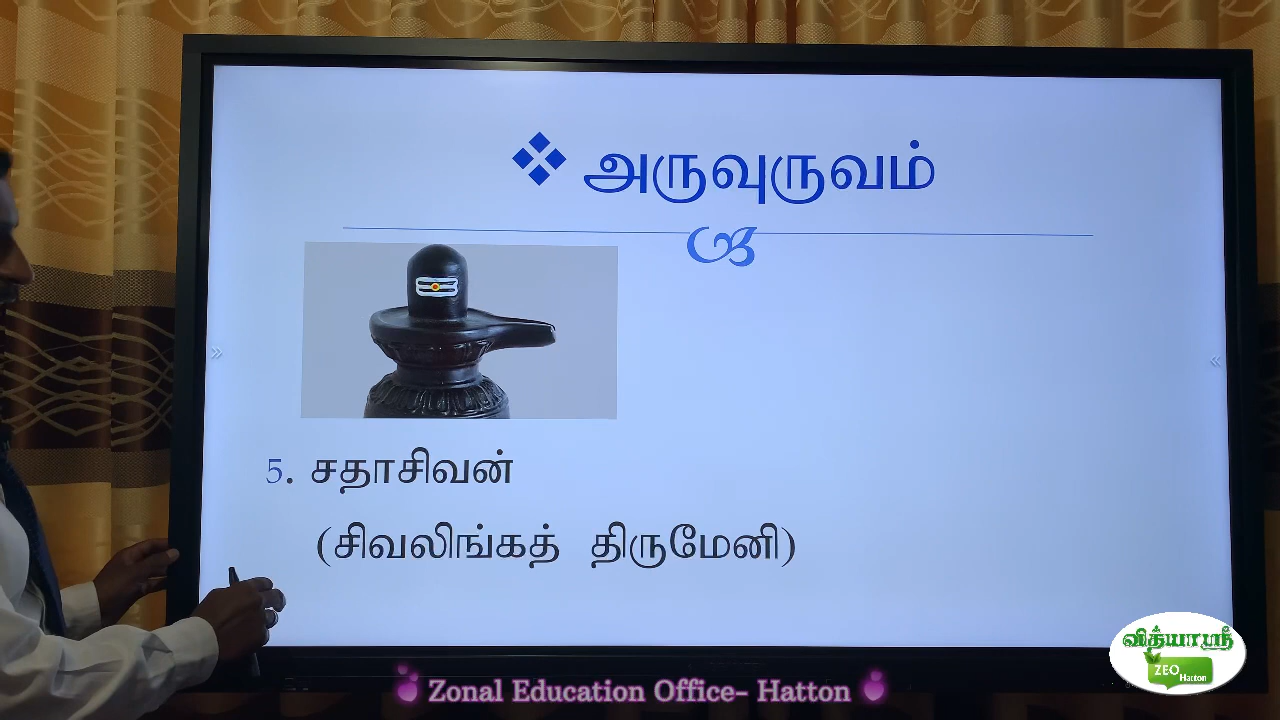 ❖ அருவுருவம்
5. சதாசிவன்
(சிவலிங்கத் திருமேனி)
வித்யாஸ்ரீ
ZEO
Hatton
Zonal Education Office- Hatton